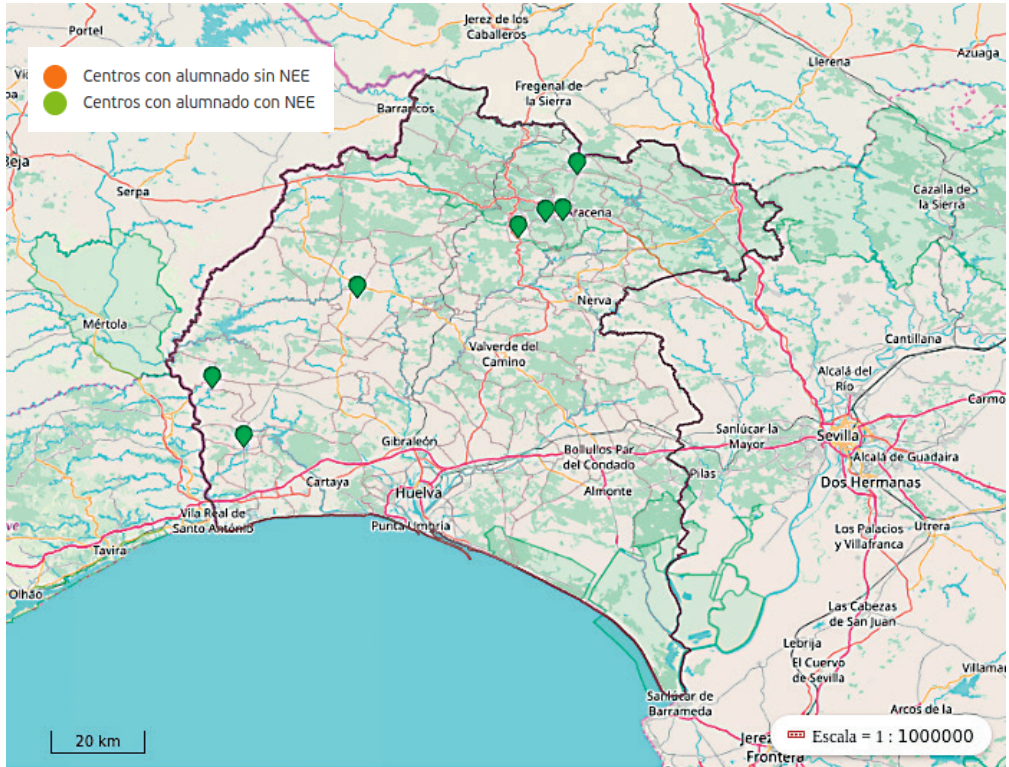 Portel
Jerez de los
Caballeros
Azuaga
Llerena
Centros con alumnado sin NEE
Centros con alumnado con NEE
Fregenal de
la Sierra
Barrancos
Beja
Serpa
Cazalla de
la Sierra
racena
Mértola
Nerva
Cantillana
Valverde del
Camino
Alcalá del
Río
Carmo
Sanlúcar la
Mayor
Sevilla
Gibraleón
Bollullos Par
del Condado
Alcalá de Guadaira
Pilas
Cartaya
Huelva
Almonte
Dos Hermanas
Vila Real de
Santo António
Punta Umbria
Los Palacios
y Villafranca
Utrera
Tavira
Olhão
Las Cabezas
de San Juan
Lebrija
El Cuervo
de Sevilla
Villamar
Sanlúcar de
Barrameda
Arcos de la
20 km
Jerez
Frontera
Escala = 1 : 1000000